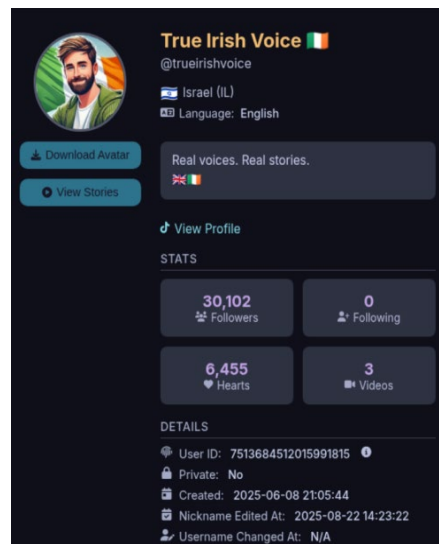 True Irish Voice 🇮🇪
@trueirishvoice
🇮🇱 Israel (IL)
Language: English
Download Avatar
View Stories
Real voices. Real stories.
🇬🇧🇮🇪
View Profile
STATS
30,102
Followers
0
Following
6,455
Hearts
3
Videos
DETAILS
User ID: 7513684512015991815
Private: No
Created: 2025-06-08 21:05:44
Nickname Edited At: 2025-08-22 14:23:22
Username Changed At: N/A